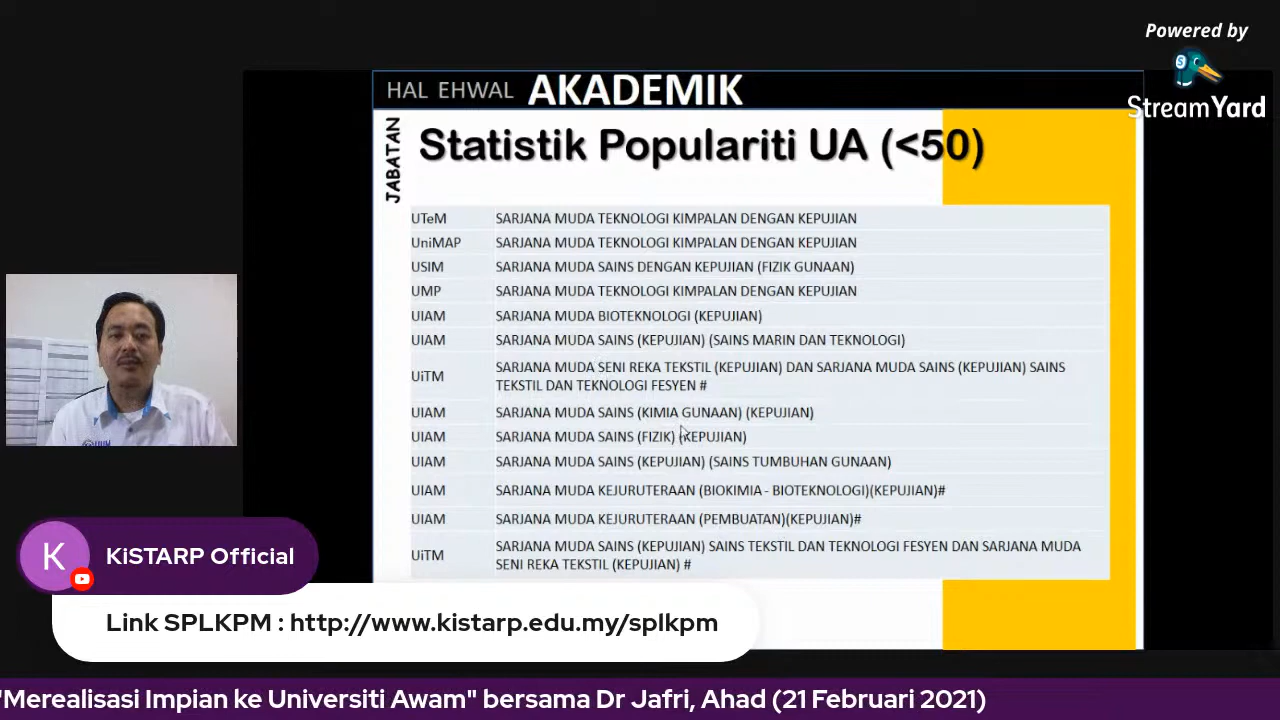 Powered by
StreamYard
HAL EHWAL AKADEMIK
JABATAN
Statistik Populariti UA (<50)
UTeM SARJANA MUDA TEKNOLOGI KIMPALAN DENGAN KEPUJIAN
UniMAP SARJANA MUDA TEKNOLOGI KIMPALAN DENGAN KEPUJIAN
USIM SARJANA MUDA SAINS DENGAN KEPUJIAN (FIZIK GUNAAN)
UMP SARJANA MUDA TEKNOLOGI KIMPALAN DENGAN KEPUJIAN
UIAM SARJANA MUDA BIOTEKNOLOGI (KEPUJIAN)
UIAM SARJANA MUDA SAINS (KEPUJIAN) (SAINS MARIN DAN TEKNOLOGI)
UiTM SARJANA MUDA SENI REKA TEKSTIL (KEPUJIAN) DAN SARJANA MUDA SAINS (KEPUJIAN) SAINS
TEKSTIL DAN TEKNOLOGI FESYEN #
UIAM SARJANA MUDA SAINS (KIMIA GUNAAN) (KEPUJIAN)
UIAM SARJANA MUDA SAINS (FIZIK) (KEPUJIAN)
UIAM SARJANA MUDA SAINS (KEPUJIAN) (SAINS TUMBUHAN GUNAAN)
UIAM SARJANA MUDA KEJURUTERAAN (BIOKIMIA - BIOTEKNOLOGI)(KEPUJIAN)#
UIAM SARJANA MUDA KEJURUTERAAN (PEMBUATAN)(KEPUJIAN)#
UiTM SARJANA MUDA SAINS (KEPUJIAN) SAINS TEKSTIL DAN TEKNOLOGI FESYEN DAN SARJANA MUDA
SENI REKA TEKSTIL (KEPUJIAN) #
K
KiSTARP Official
Link SPLKPM : http://www.kistarp.edu.my/splkpm
"Merealisasi Impian ke Universiti Awam" bersama Dr Jafri, Ahad (21 Februari 2021)